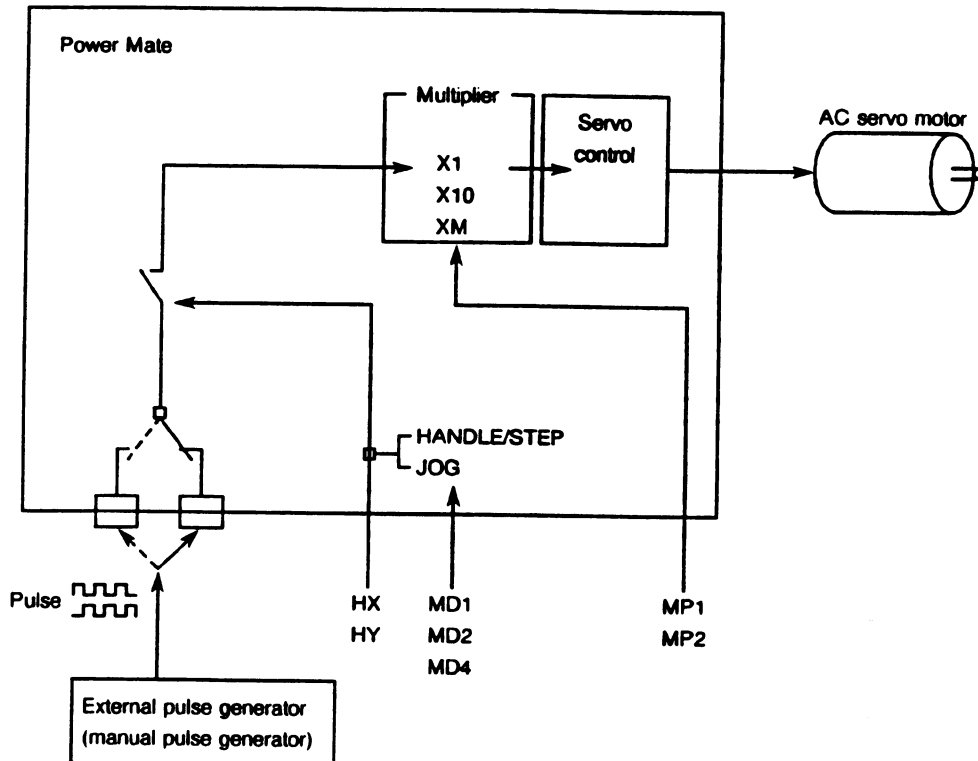 Power Mate
Multiplier
X1
X10
XM
Servo
control
AC servo motor
HANDLE/STEP
JOG
Pulse
HX
HY
MD1
MD2
MD4
MP1
MP2
External pulse generator
(manual pulse generator)